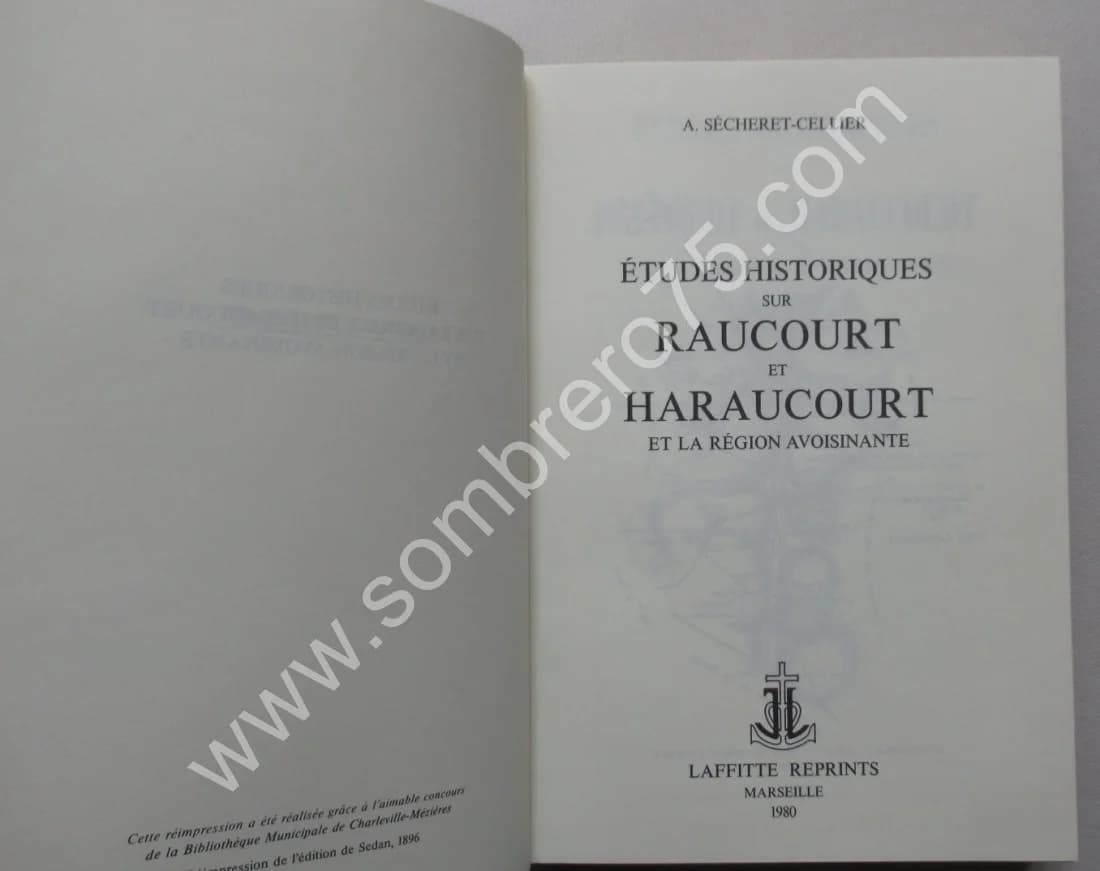 Cette réimpression a été réalisée grâce à l'aimable concours
de la Bibliothèque Municipale de Charleville-Mézières
de l'édition de Sedan, 1896
A. SÉCHERET-CELLIER
ÉTUDES HISTORIQUES
SUR
RAUCOURT
ET
HARAUCOURT
ET LA RÉGION AVOISINANTE
LAFFITTE REPRINTS
MARSEILLE
1980
www.sombrero75.com